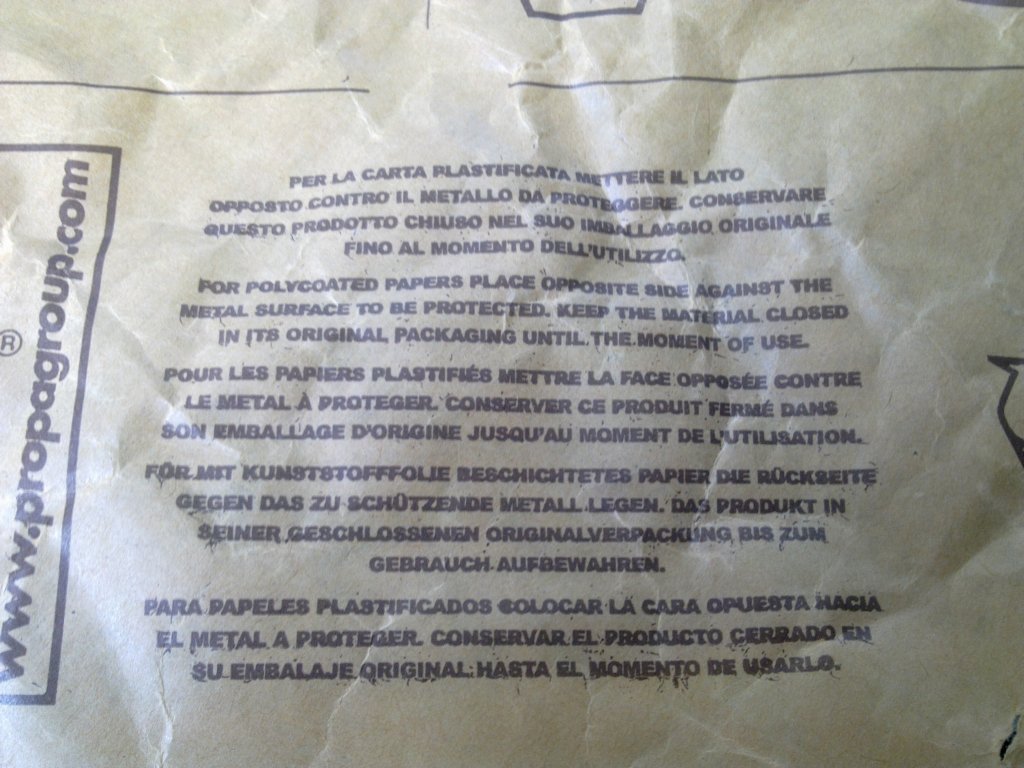 PER LA CARTA PLASTIFICATA METTERE IL LATO
OPPOSTO CONTRO IL METALLO DA PROTEGGERE. CONSERVARE
QUESTO PRODOTTO CHIUSO NEL SUO IMBALLAGGIO ORIGINALE
FINO AL MOMENTO DELL'UTILIZZO.
FOR POLYCOATED PAPERS PLACE OPPOSITE SIDE AGAINST THE
METAL SURFACE TO BE PROTECTED. KEEP THE MATERIAL CLOSED
IN ITS ORIGINAL PACKAGING UNTIL THE MOMENT OF USE.
POUR LES PAPIERS PLASTIFIÉS METTRE LA FACE OPPOSÉE CONTRE
LE METAL À PROTEGER. CONSERVER CE PRODUIT FERMÉ DANS
SON EMBALLAGE D'ORIGINE JUSQU'AU MOMENT DE L'UTILISATION.
FÜR MIT KUNSTSTOFFFOLIE BESCHICHTETES PAPIER DIE RÜCKSEITE
GEGEN DAS ZU SCHÜTZENDE METALL LEGEN. DAS PRODUKT IN
SEINER GESCHLOSSENEN ORIGINALVERPACKUNG BIS ZUM
GEBRAUCH AUFBEWAHREN.
PARA PAPELES PLASTIFICADOS COLOCAR LA CARA OPUESTA HACIA
EL METAL A PROTEGER. CONSERVAR EL PRODUCTO CERRADO EN
SU EMBALAJE ORIGINAL HASTA EL MOMENTO DE USARLO.
www.propagroup.com
®